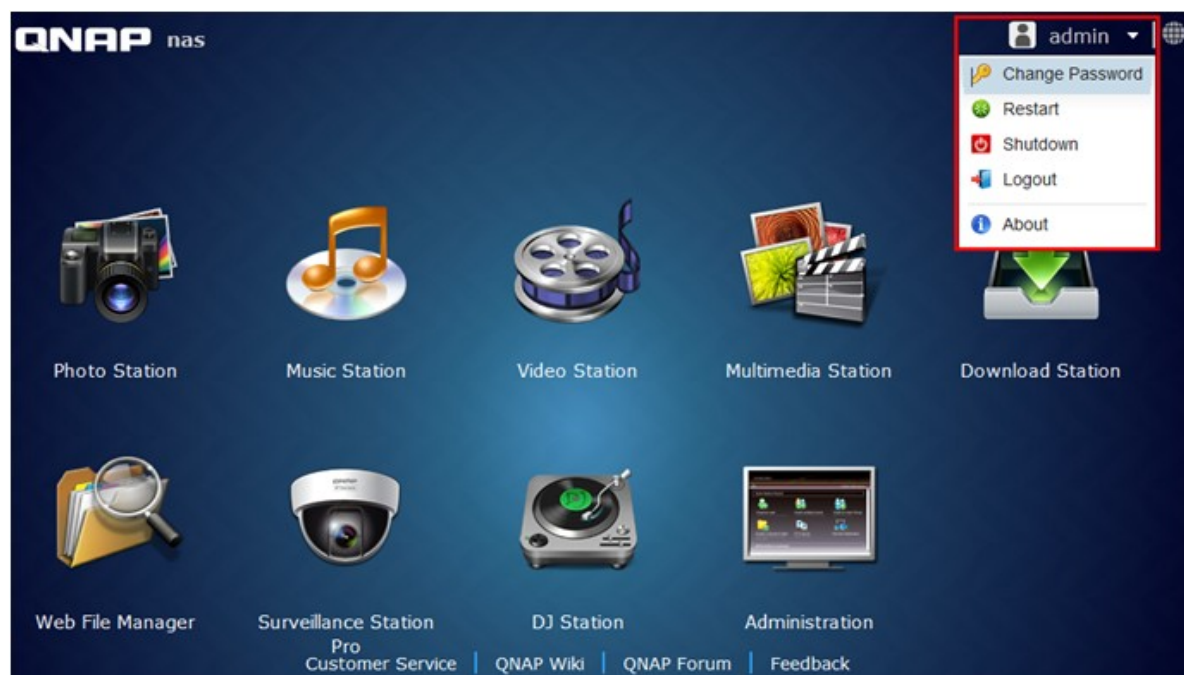 QNAP nas
admin
Change Password
Restart
Shutdown
Logout
About
Photo Station
Music Station
Video Station
Multimedia Station
Download Station
Web File Manager
Surveillance Station
Pro
DJ Station
Administration
Customer Service | QNAP Wiki | QNAP Forum | Feedback